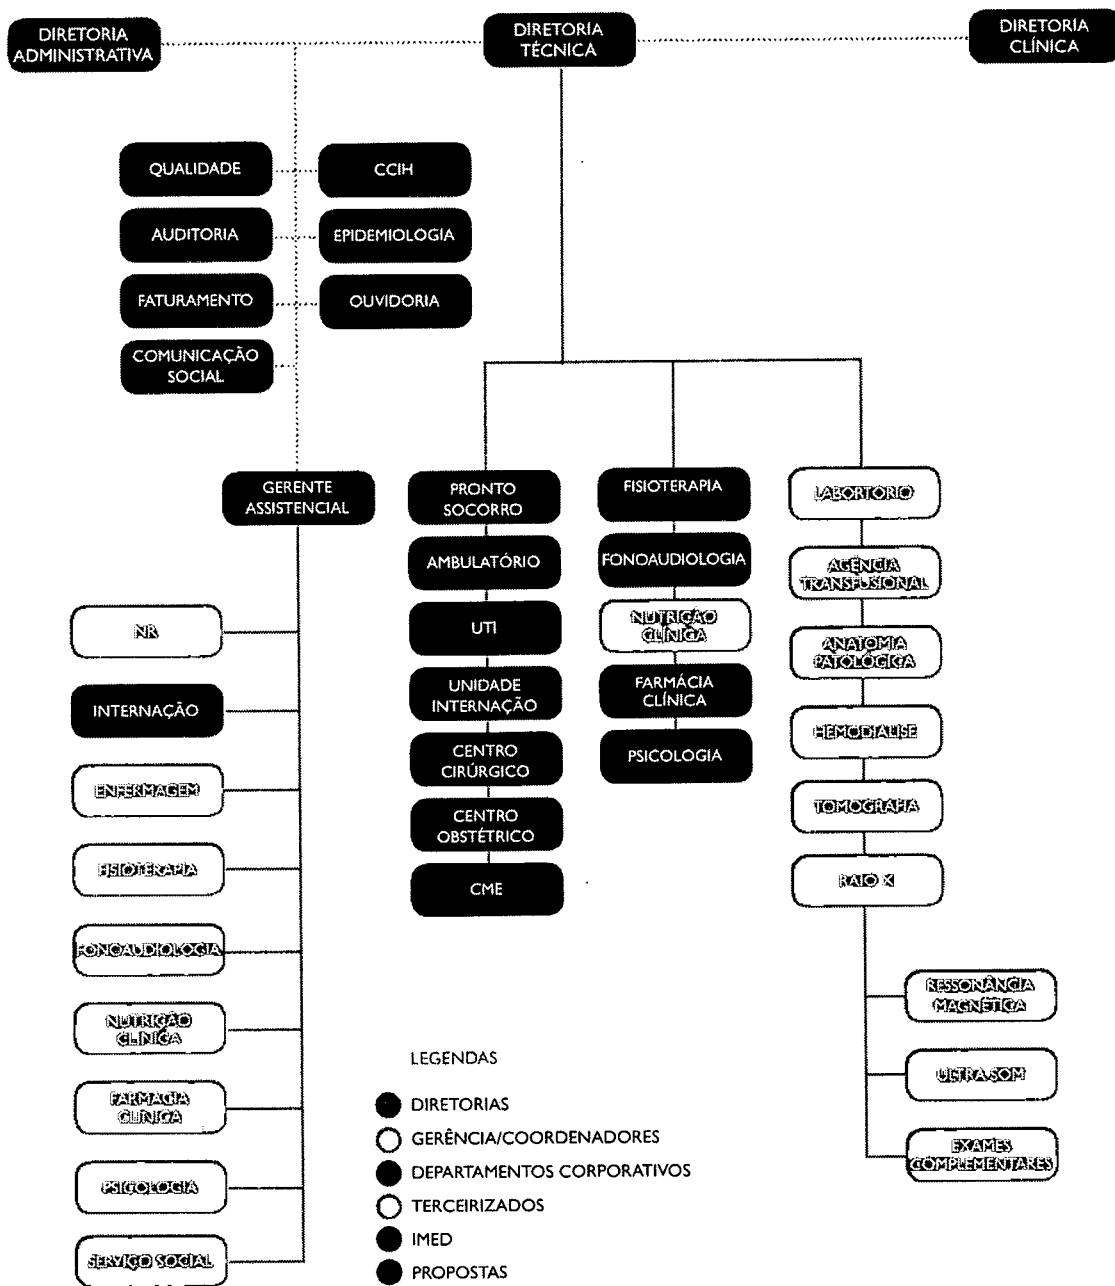 DIRETORIA
ADMINISTRATIVA
DIRETORIA
TÉCNICA
DIRETORIA
CLÍNICA
QUALIDADE
CCIH
AUDITORIA
EPIDEMIOLOGIA
FATURAMENTO
OUVIDORIA
COMUNICAÇÃO
SOCIAL
GERENTE
ASSISTENCIAL
NR
INTERNAÇÃO
ENFERMAGEM
FISIOTERAPIA
FONOAUDIOLOGIA
NUTRIÇÃO
CLÍNICA
FARMÁCIA
CLÍNICA
PSICOLOGIA
SERVIÇO SOCIAL
PRONTO
SOCORRO
AMBULATÓRIO
UTI
UNIDADE
INTERNAÇÃO
CENTRO
CIRÚRGICO
CENTRO
OBSTÉTRICO
CME
FISIOTERAPIA
FONOAUDIOLOGIA
NUTRIÇÃO
CLÍNICA
FARMÁCIA
CLÍNICA
PSICOLOGIA
LABORTÓRIO
AGÊNCIA
TRANSFUSIONAL
ANATOMIA
PATOLÓGICA
HEMODIALISE
TOMOGRAFIA
RAIO X
RESSONÂNCIA
MAGNÉTICA
ULTRA SOM
EXAMES
COMPLEMENTARES
LEGENDAS
DIRETORIAS
GERÊNCIA/COORDENADORES
DEPARTAMENTOS CORPORATIVOS
TERCEIRIZADOS
IMED
PROPOSTAS